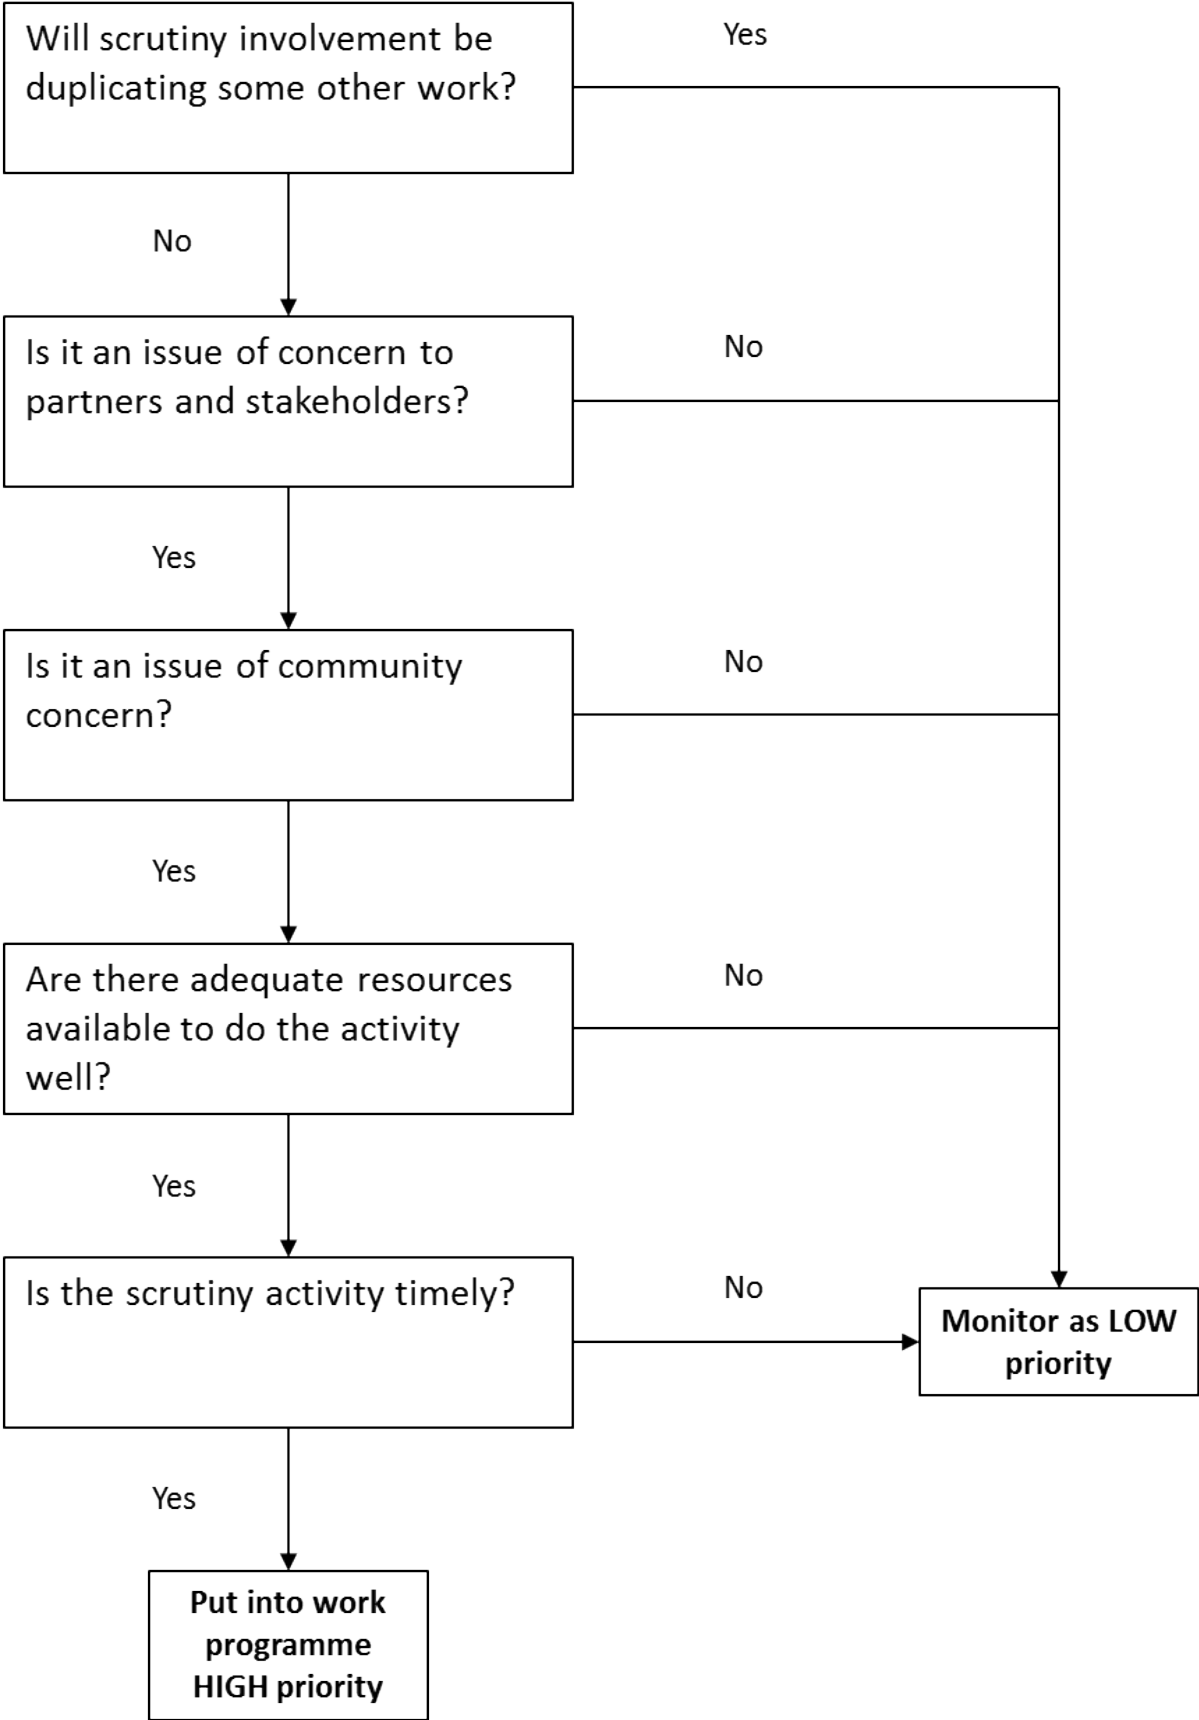 Will scrutiny involvement be
duplicating some other work?
Yes
No
Is it an issue of concern to
partners and stakeholders?
No
Yes
Is it an issue of community
concern?
No
Yes
Are there adequate resources
available to do the activity
well?
No
Yes
Is the scrutiny activity timely?
No
Monitor as LOW
priority
Yes
Put into work
programme
HIGH priority